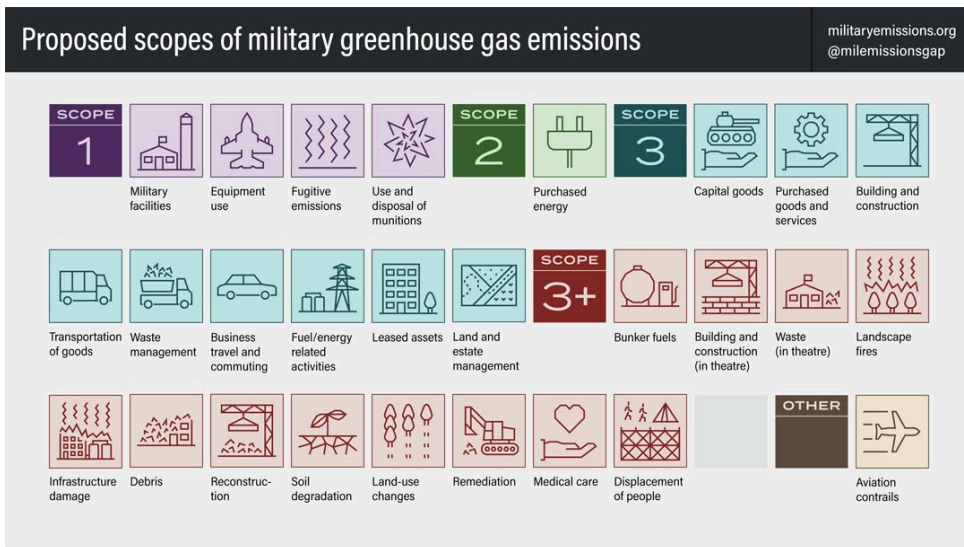 Proposed scopes of military greenhouse gas emissions
militaryemissions.org
@milemissionsgap
SCOPE
1
Military
facilities
Equipment
use
Fugitive
emissions
Use and
disposal of
munitions
SCOPE
2
Purchased
energy
SCOPE
3
Capital goods
Purchased
goods and
services
Building and
construction
Transportation
of goods
Waste
management
Business
travel and
commuting
Fuel/energy
related
activities
Leased assets
Land and
estate
management
SCOPE
3+
Bunker fuels
Building and
construction
(in theatre)
Waste
(in theatre)
Landscape
fires
Infrastructure
damage
Debris
Reconstruc-
tion
Soil
degradation
Land-use
changes
Remediation
Medical care
Displacement
of people
OTHER
Aviation
contrails